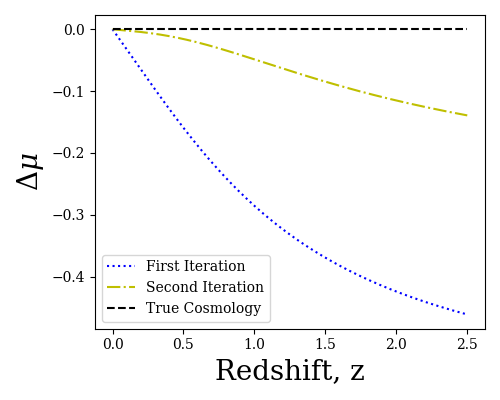 0.0
−0.1
−0.2
−0.3
−0.4
Δμ
First Iteration
Second Iteration
True Cosmology
0.0 0.5 1.0 1.5 2.0 2.5
Redshift, z